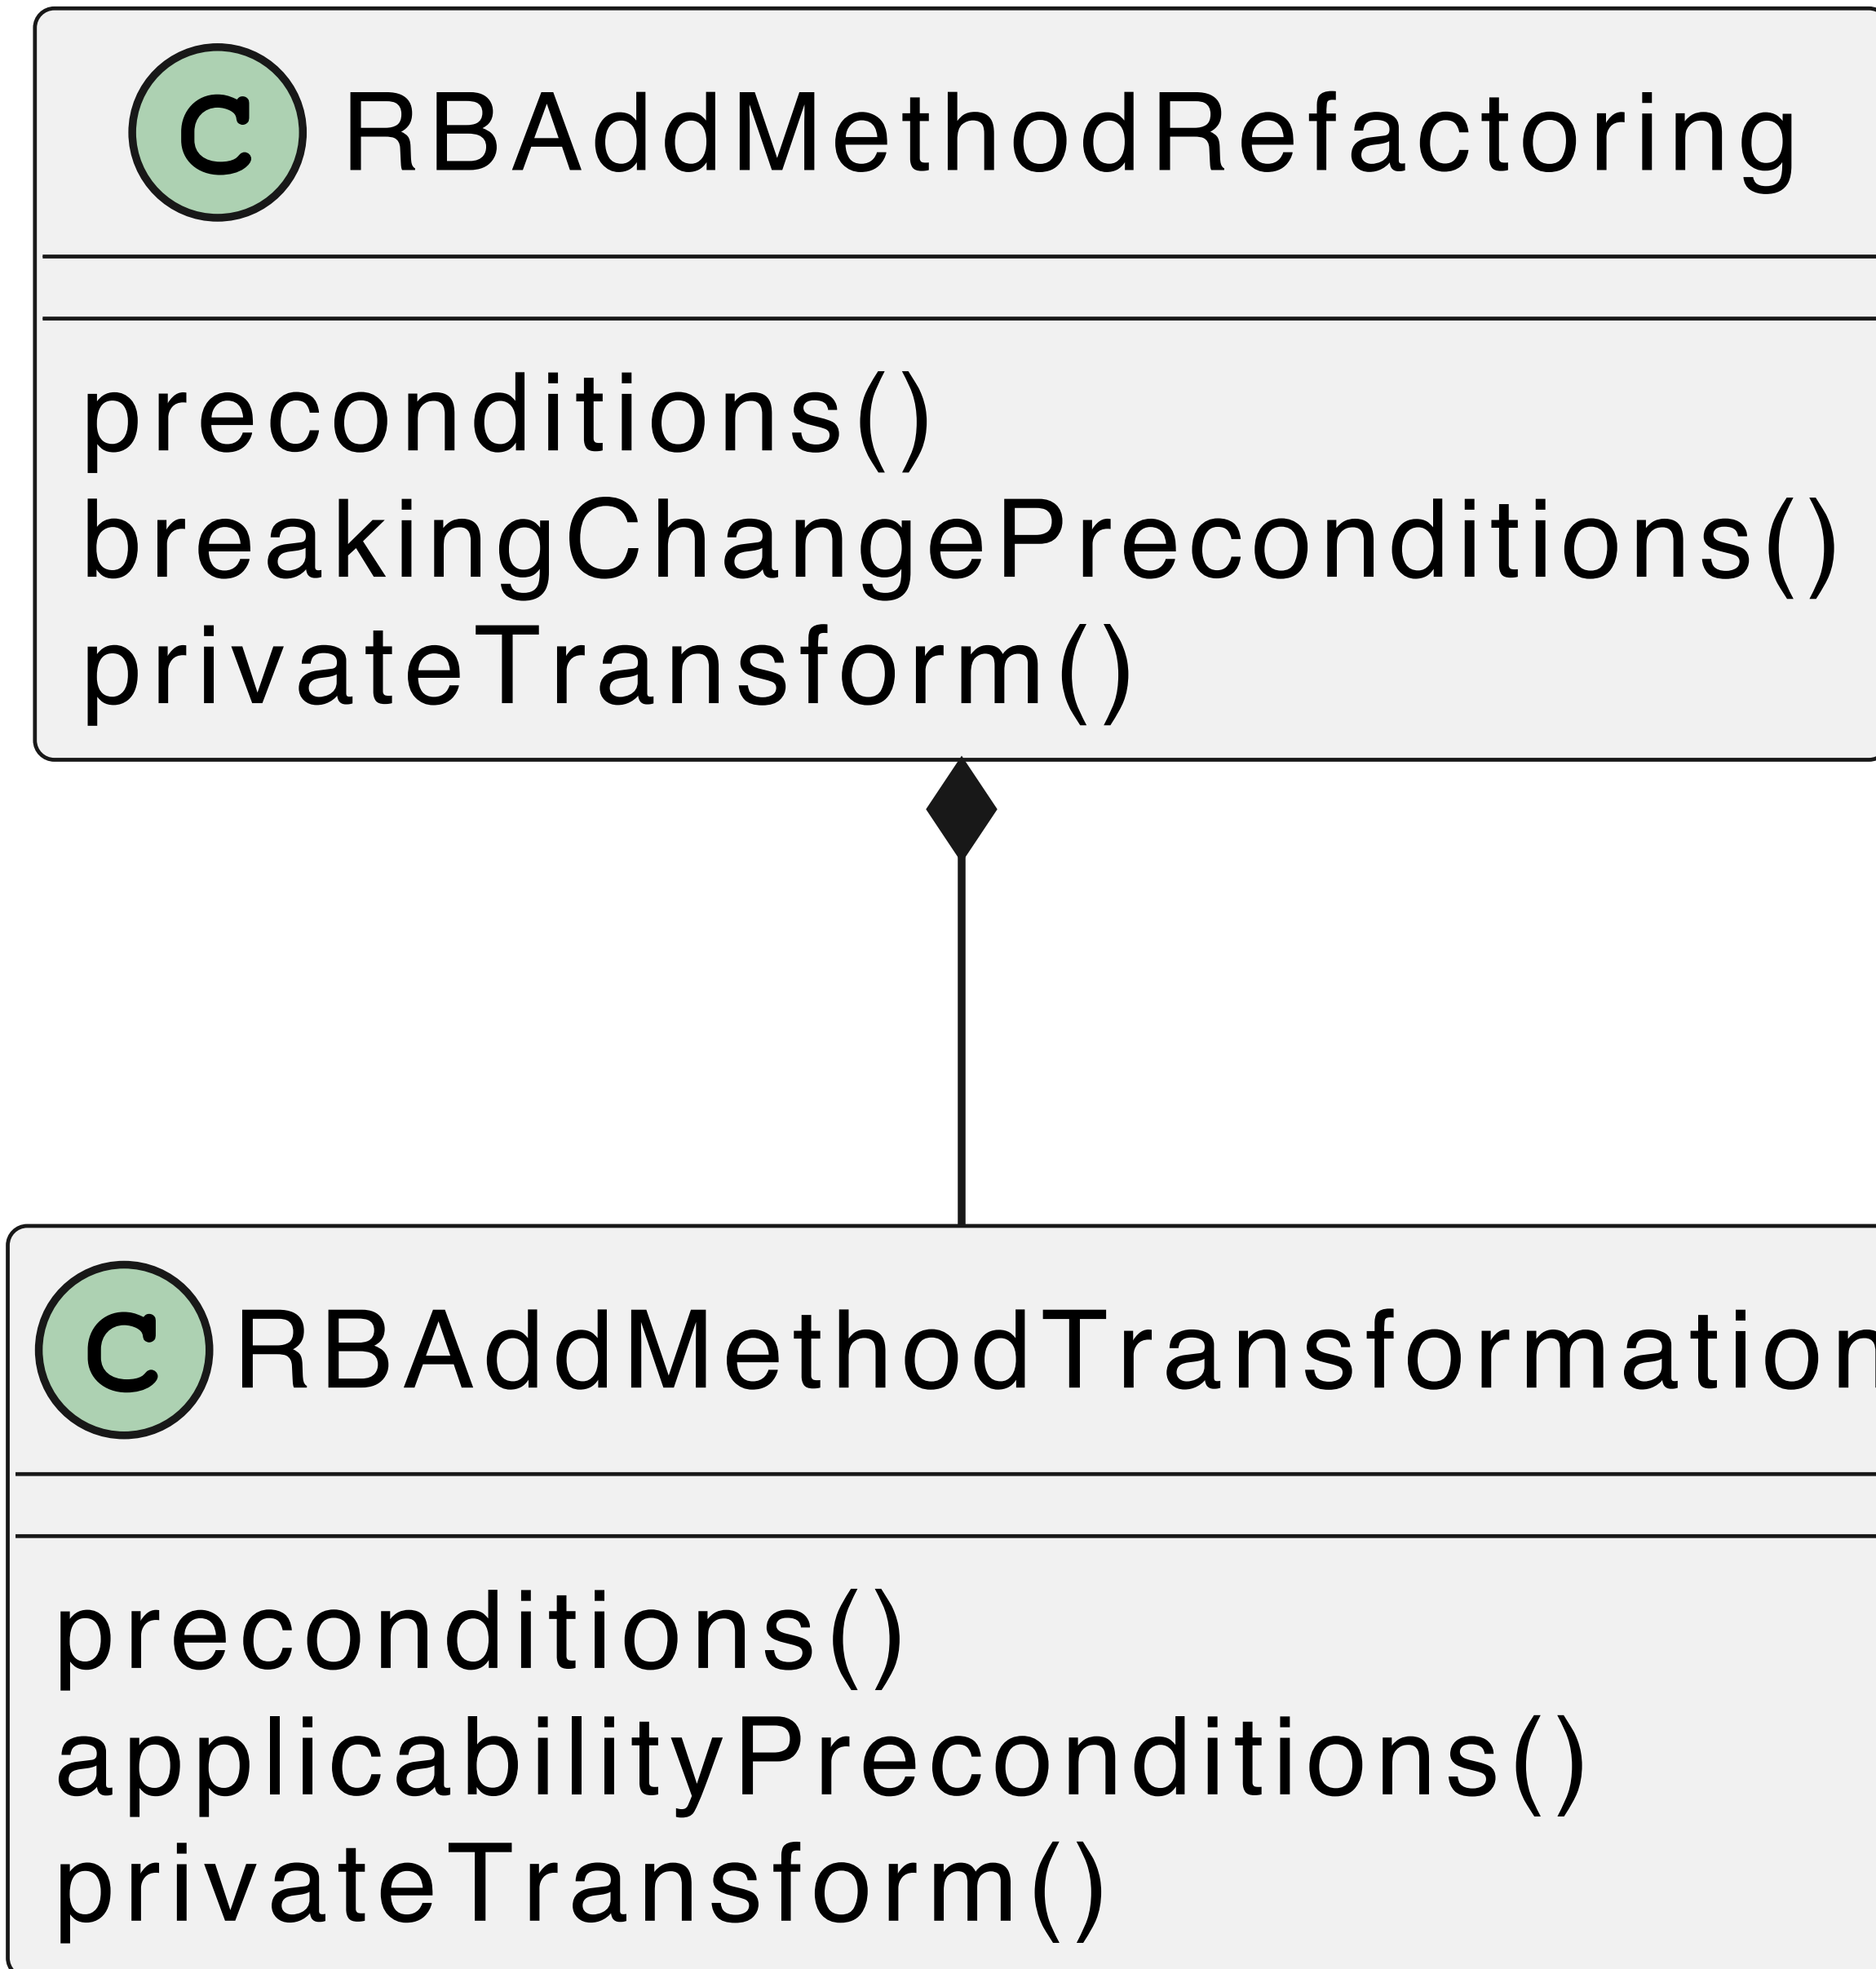 C RBAddMethodRefactoring
preconditions()
breakingChangePreconditions()
privateTransform()
C RBAddMethodTransformation
preconditions()
applicabilityPreconditions()
privateTransform()